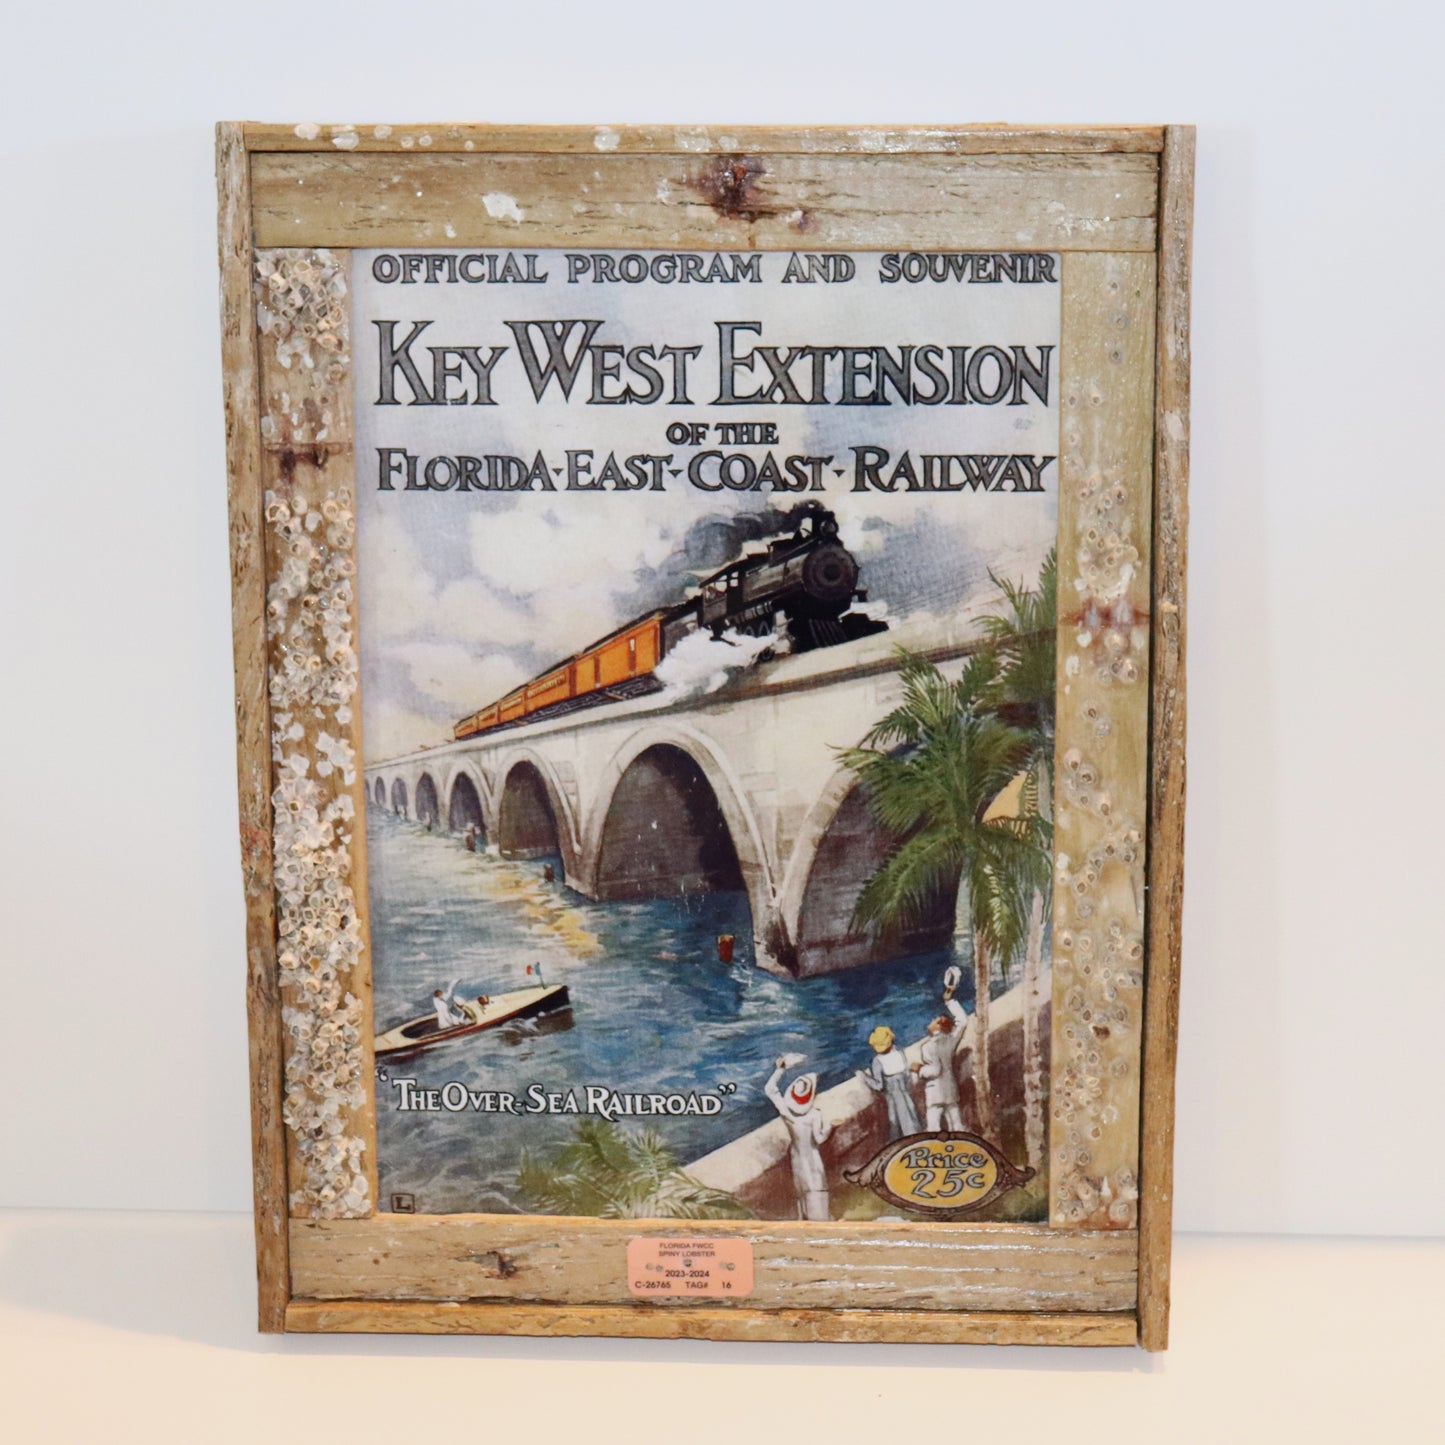 OFFICIAL PROGRAM AND SOUVENIR
KEY WEST EXTENSION
OF THE
FLORIDA-EAST-COAST-RAILWAY
"THE OVER-SEA RAILROAD"
Price
25c
L
FLORIDA FWCC
SPINY LOBSTER
2023-2024
C-26765 TAG# 16